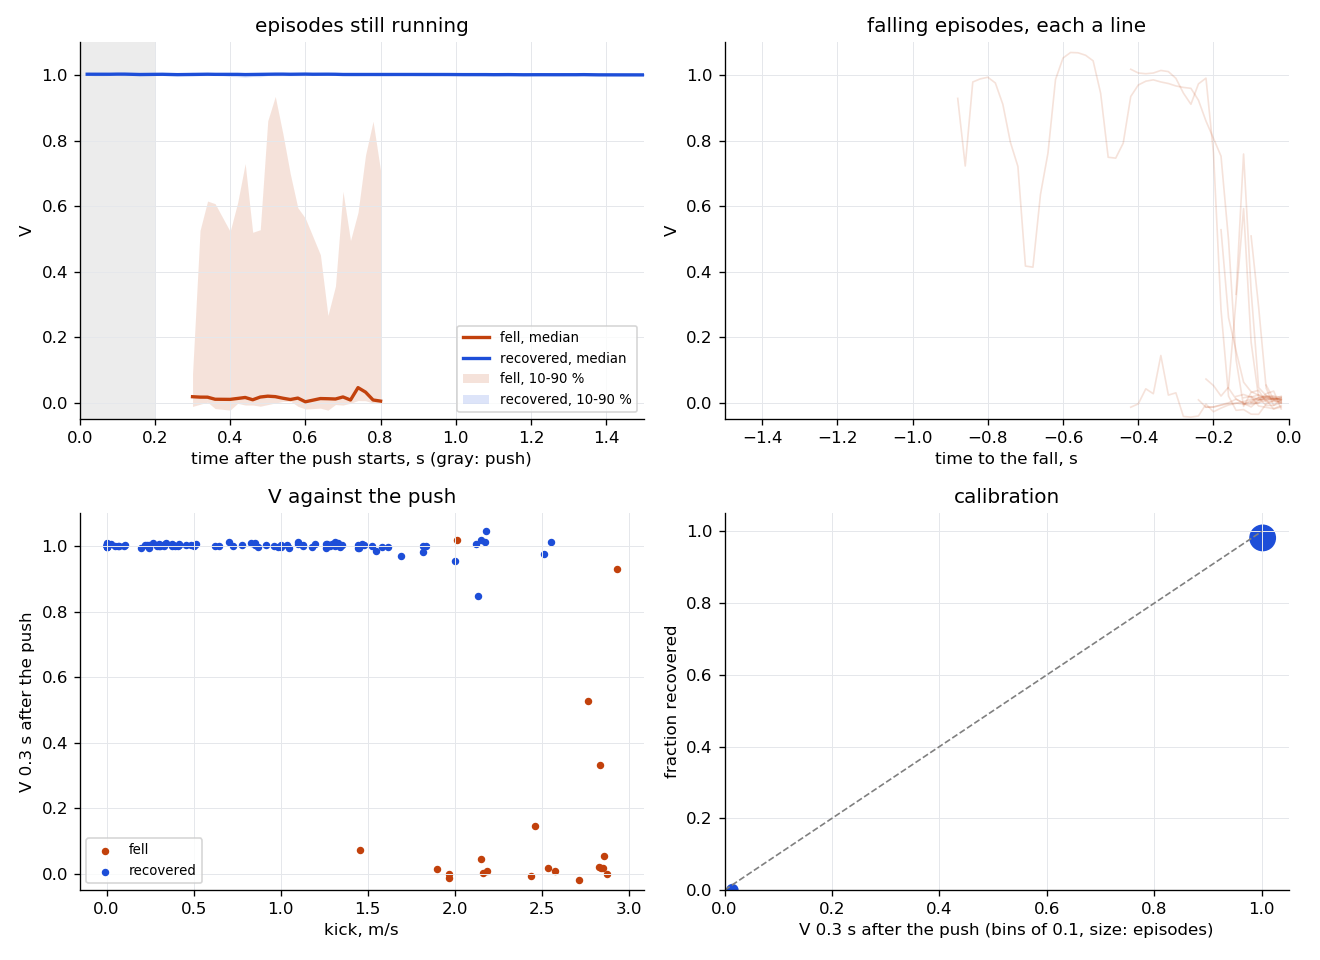 episodes still running
V
1.0
0.8
0.6
0.4
0.2
0.0
fell, median
recovered, median
fell, 10-90 %
recovered, 10-90 %
0.0 0.2 0.4 0.6 0.8 1.0 1.2 1.4
time after the push starts, s (gray: push)
falling episodes, each a line
V
1.0
0.8
0.6
0.4
0.2
0.0
−1.4 −1.2 −1.0 −0.8 −0.6 −0.4 −0.2 0.0
time to the fall, s
V against the push
V 0.3 s after the push
1.0
0.8
0.6
0.4
0.2
0.0
fell
recovered
0.0 0.5 1.0 1.5 2.0 2.5 3.0
kick, m/s
calibration
fraction recovered
1.0
0.8
0.6
0.4
0.2
0.0
0.0 0.2 0.4 0.6 0.8 1.0
V 0.3 s after the push (bins of 0.1, size: episodes)